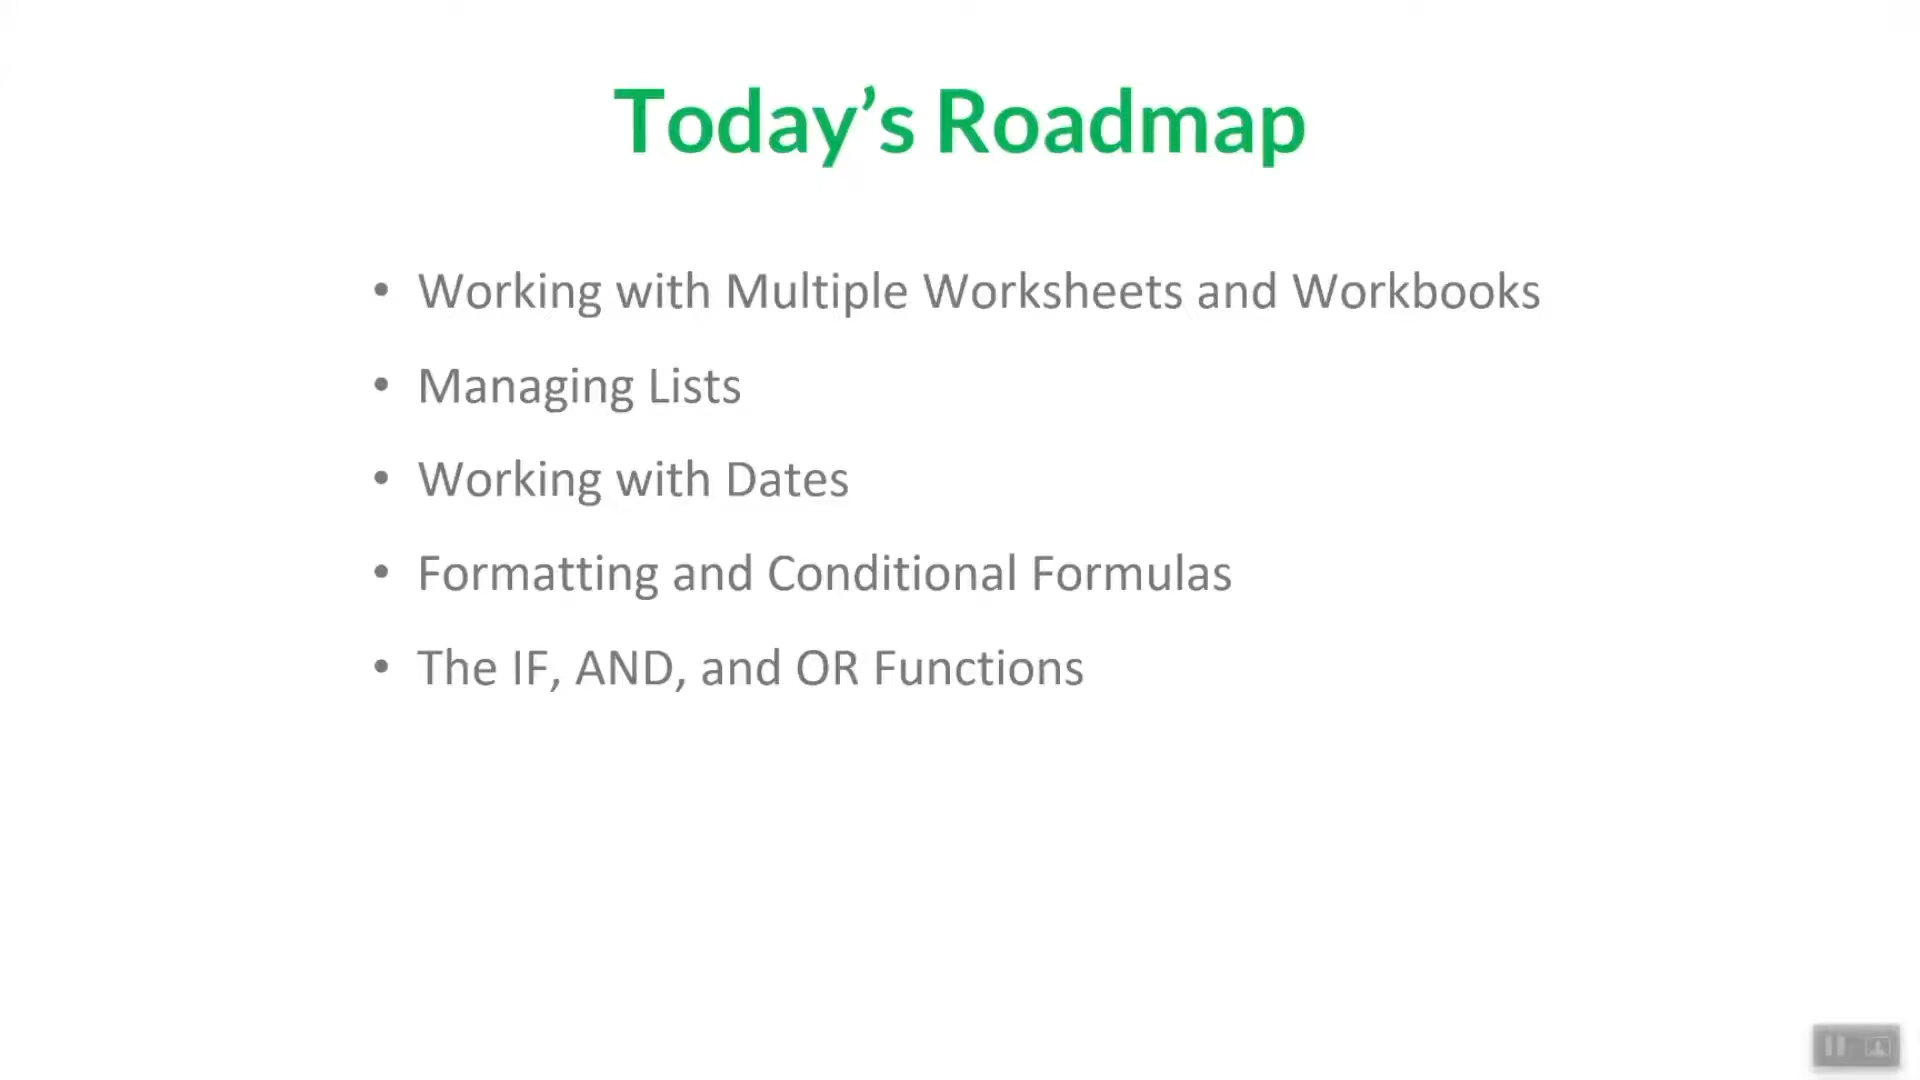 Today’s Roadmap
• Working with Multiple Worksheets and Workbooks
• Managing Lists
• Working with Dates
• Formatting and Conditional Formulas
• The IF, AND, and OR Functions